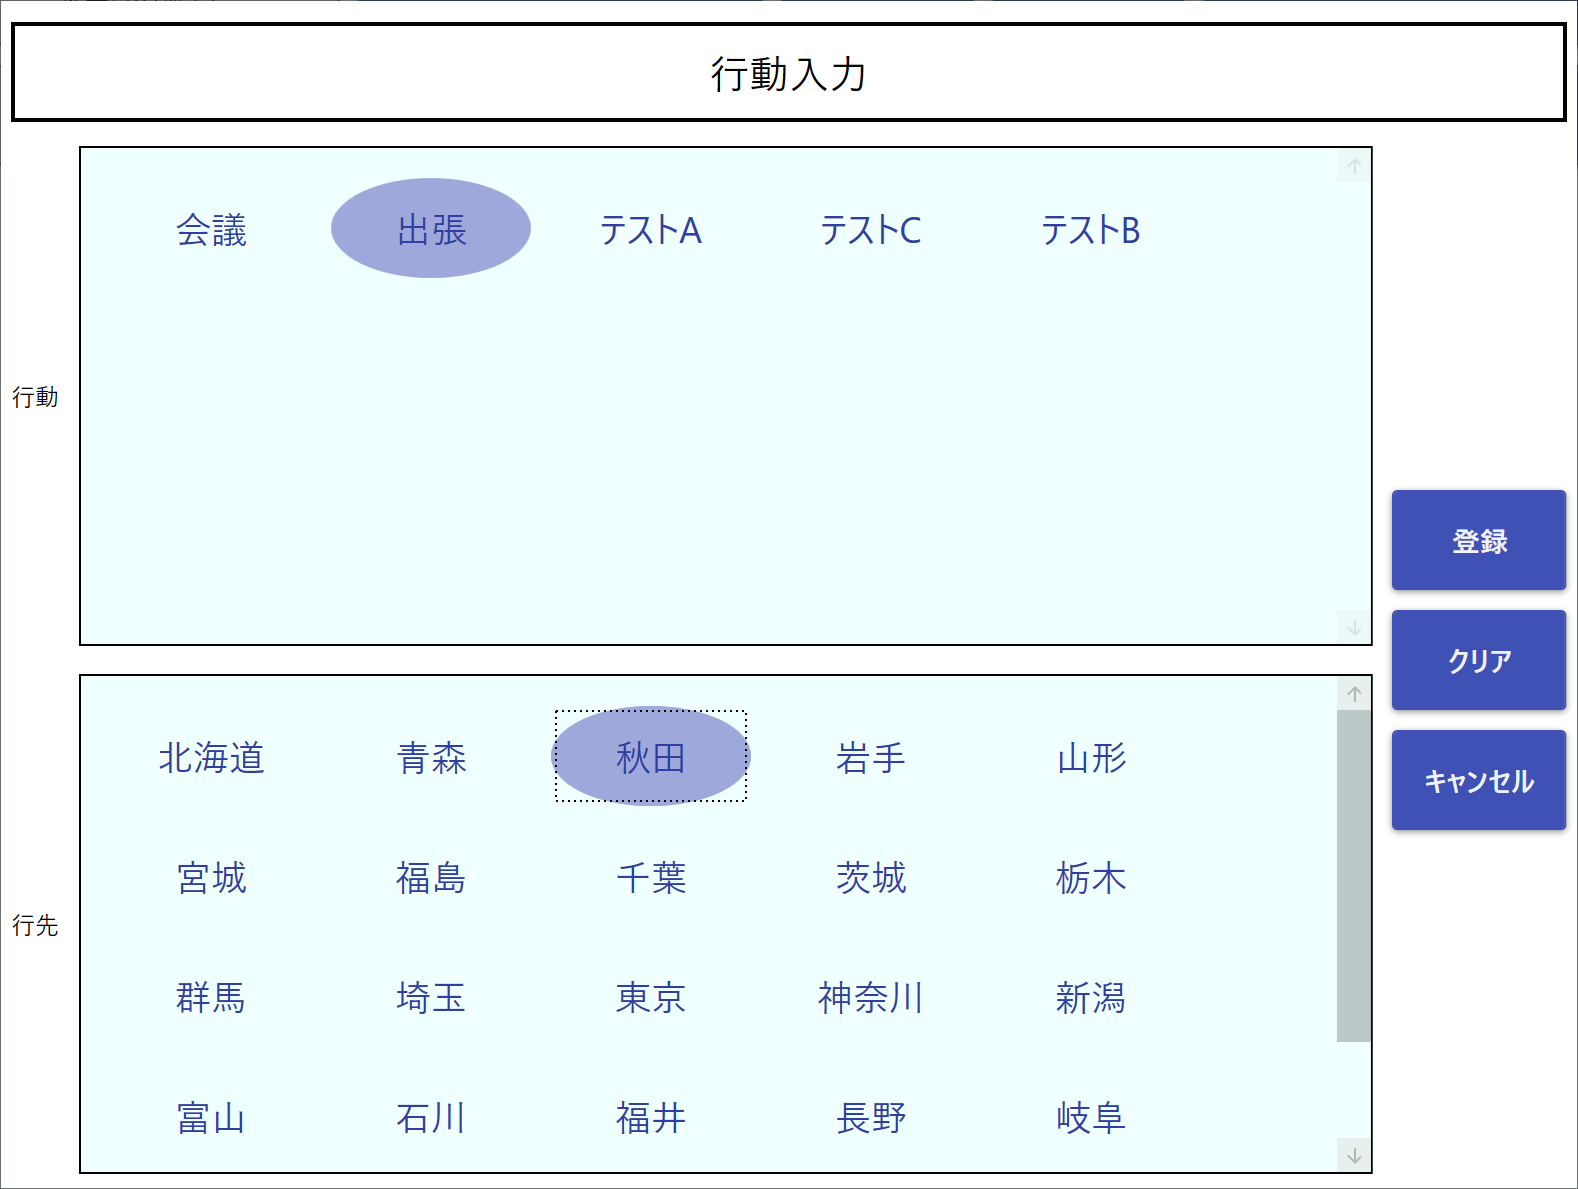 行動入力
行動
会議 出張 テストA テストC テストB
登録
クリア
キャンセル
行先
北海道 青森 秋田 岩手 山形
宮城 福島 千葉 茨城 栃木
群馬 埼玉 東京 神奈川 新潟
富山 石川 福井 長野 岐阜